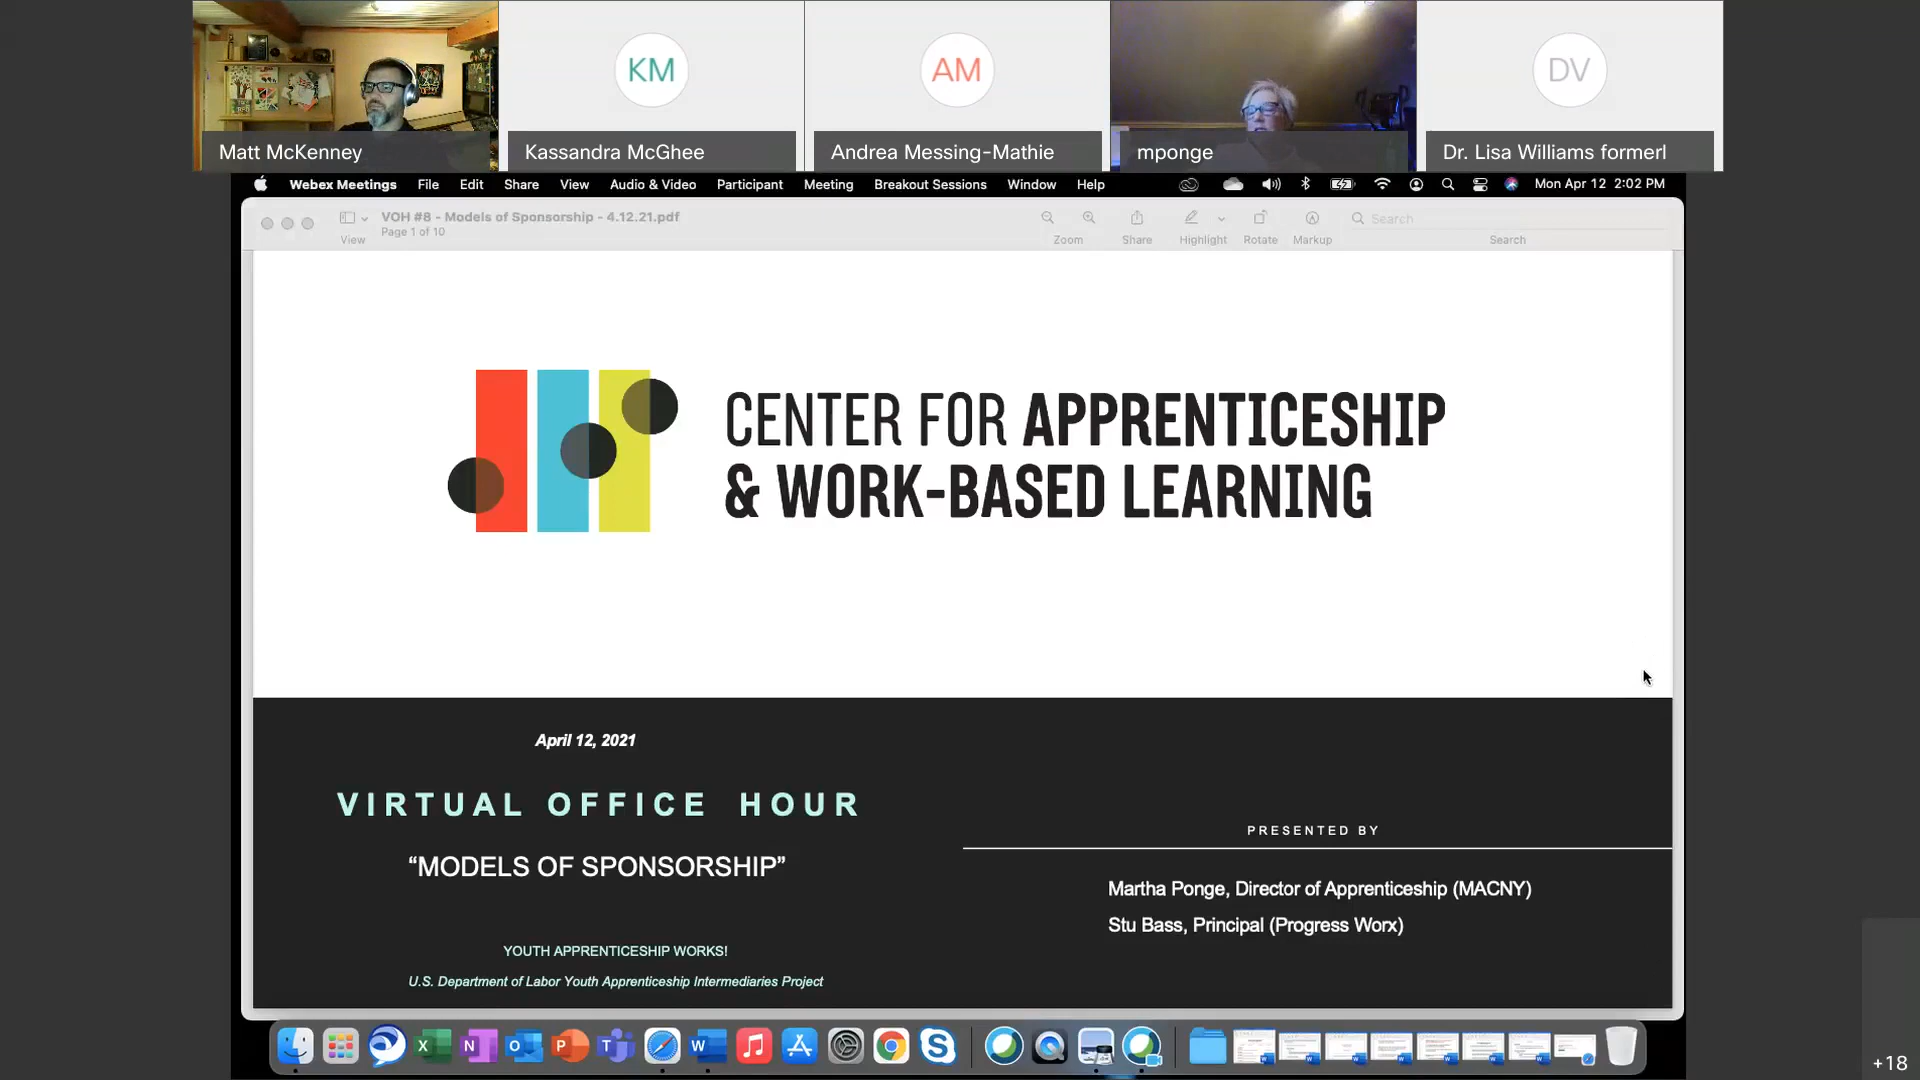 KM
AM
DV
Matt McKenney
Kassandra McGhee
Andrea Messing-Mathie
mponge
Dr. Lisa Williams formerl
Webex Meetings File Edit Share View Audio & Video Participant Meeting Breakout Sessions Window Help Mon Apr 12 2:02 PM
VOH #8 - Models of Sponsorship - 4.12.21.pdf
Page 1 of 10
Search
View Zoom Share Highlight Rotate Markup Search
CENTER FOR APPRENTICESHIP
& WORK-BASED LEARNING
April 12, 2021
VIRTUAL OFFICE HOUR
“MODELS OF SPONSORSHIP”
YOUTH APPRENTICESHIP WORKS!
U.S. Department of Labor Youth Apprenticeship Intermediaries Project
PRESENTED BY
Martha Ponge, Director of Apprenticeship (MACNY)
Stu Bass, Principal (Progress Worx)
+18